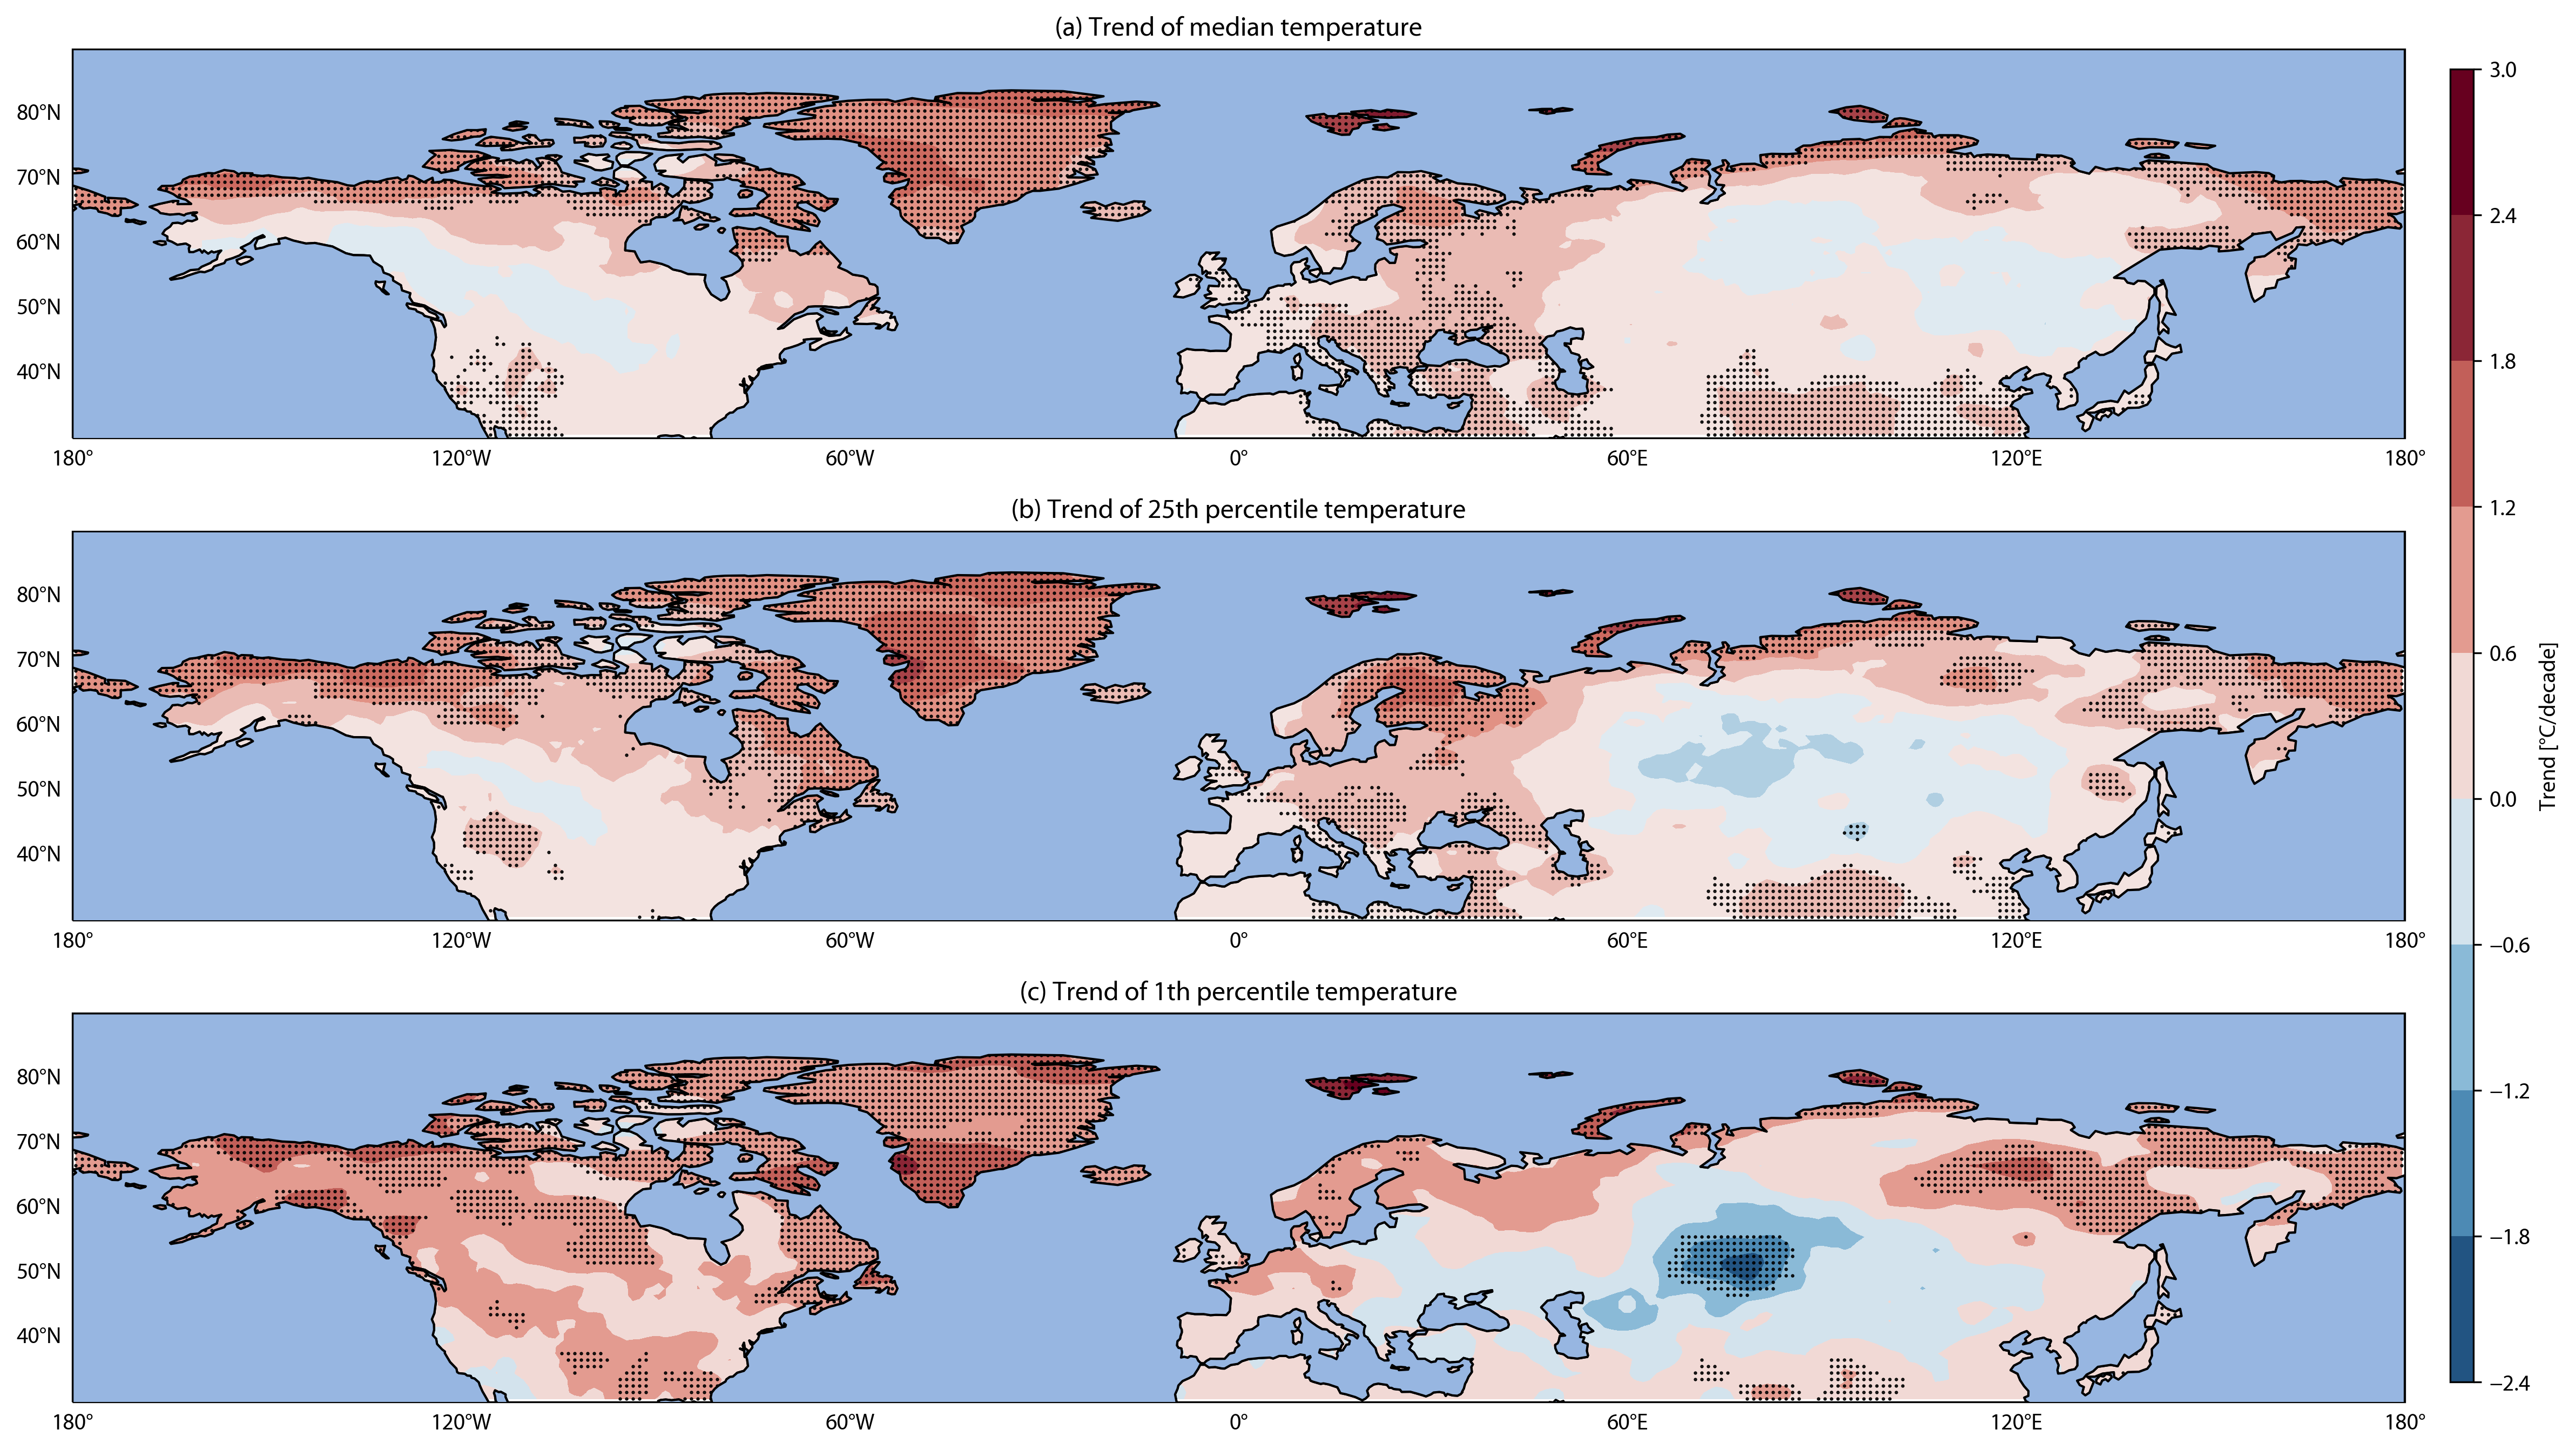 (a) Trend of median temperature
80°N
70°N
60°N
50°N
40°N
180° 120°W 60°W 0° 60°E 120°E 180°
(b) Trend of 25th percentile temperature
80°N
70°N
60°N
50°N
40°N
180° 120°W 60°W 0° 60°E 120°E 180°
(c) Trend of 1th percentile temperature
80°N
70°N
60°N
50°N
40°N
180° 120°W 60°W 0° 60°E 120°E 180°
3.0
2.4
1.8
1.2
0.6
0.0
−0.6
−1.2
−1.8
−2.4
Trend [°C/decade]